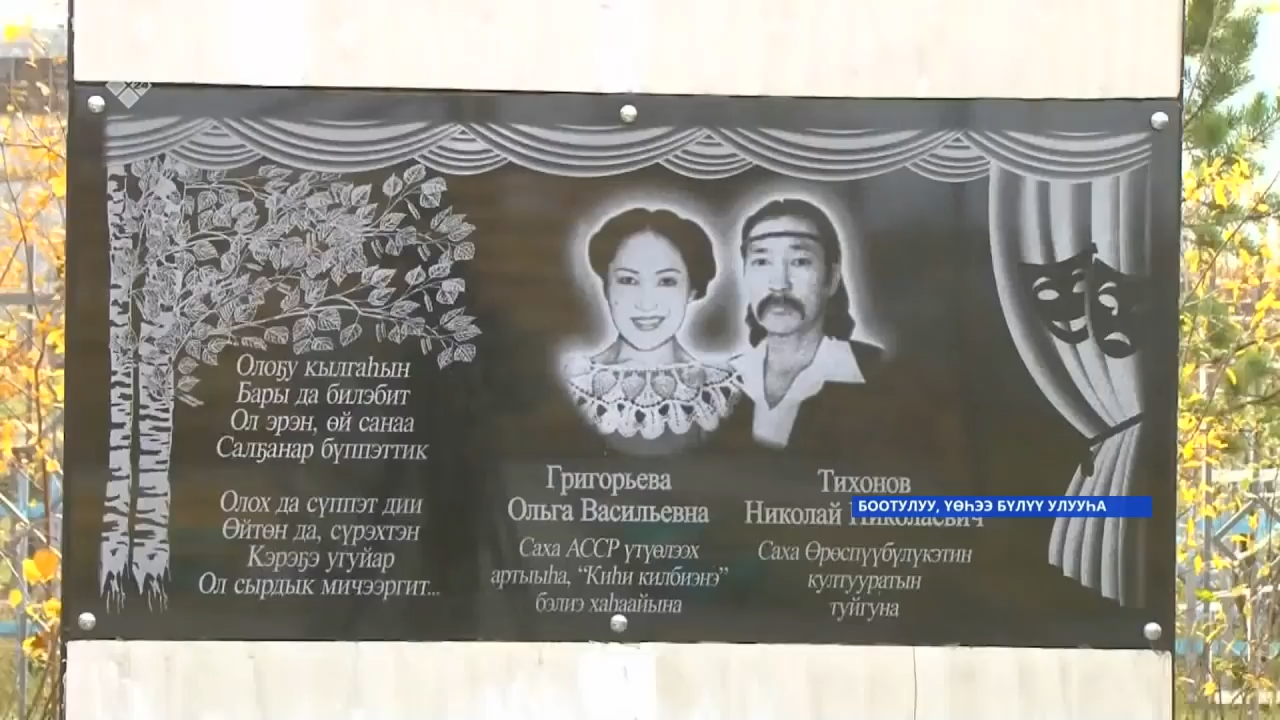 Олоҕу кылгаһын
Бары да билэбит
Ол эрэн, өй санаа
Салҕанар бүппэттик
Олох да сүппэт дии
Өйтөн да, сүрэхтэн
Кэрэҕэ угуйар
Ол сырдык мичээргит...
Григорьева
Ольга Васильевна
Саха АССР үтүөлээх
артыыһа, “Киһи килбиэнэ”
бэлиэ хаһаайына
Тихонов
Николай Николаевич
Саха Өрөспүүбүлүкэтин
култууратын
туйгуна
БООТУЛУУ, ҮӨҺЭЭ БҮЛҮҮ УЛУУҺА